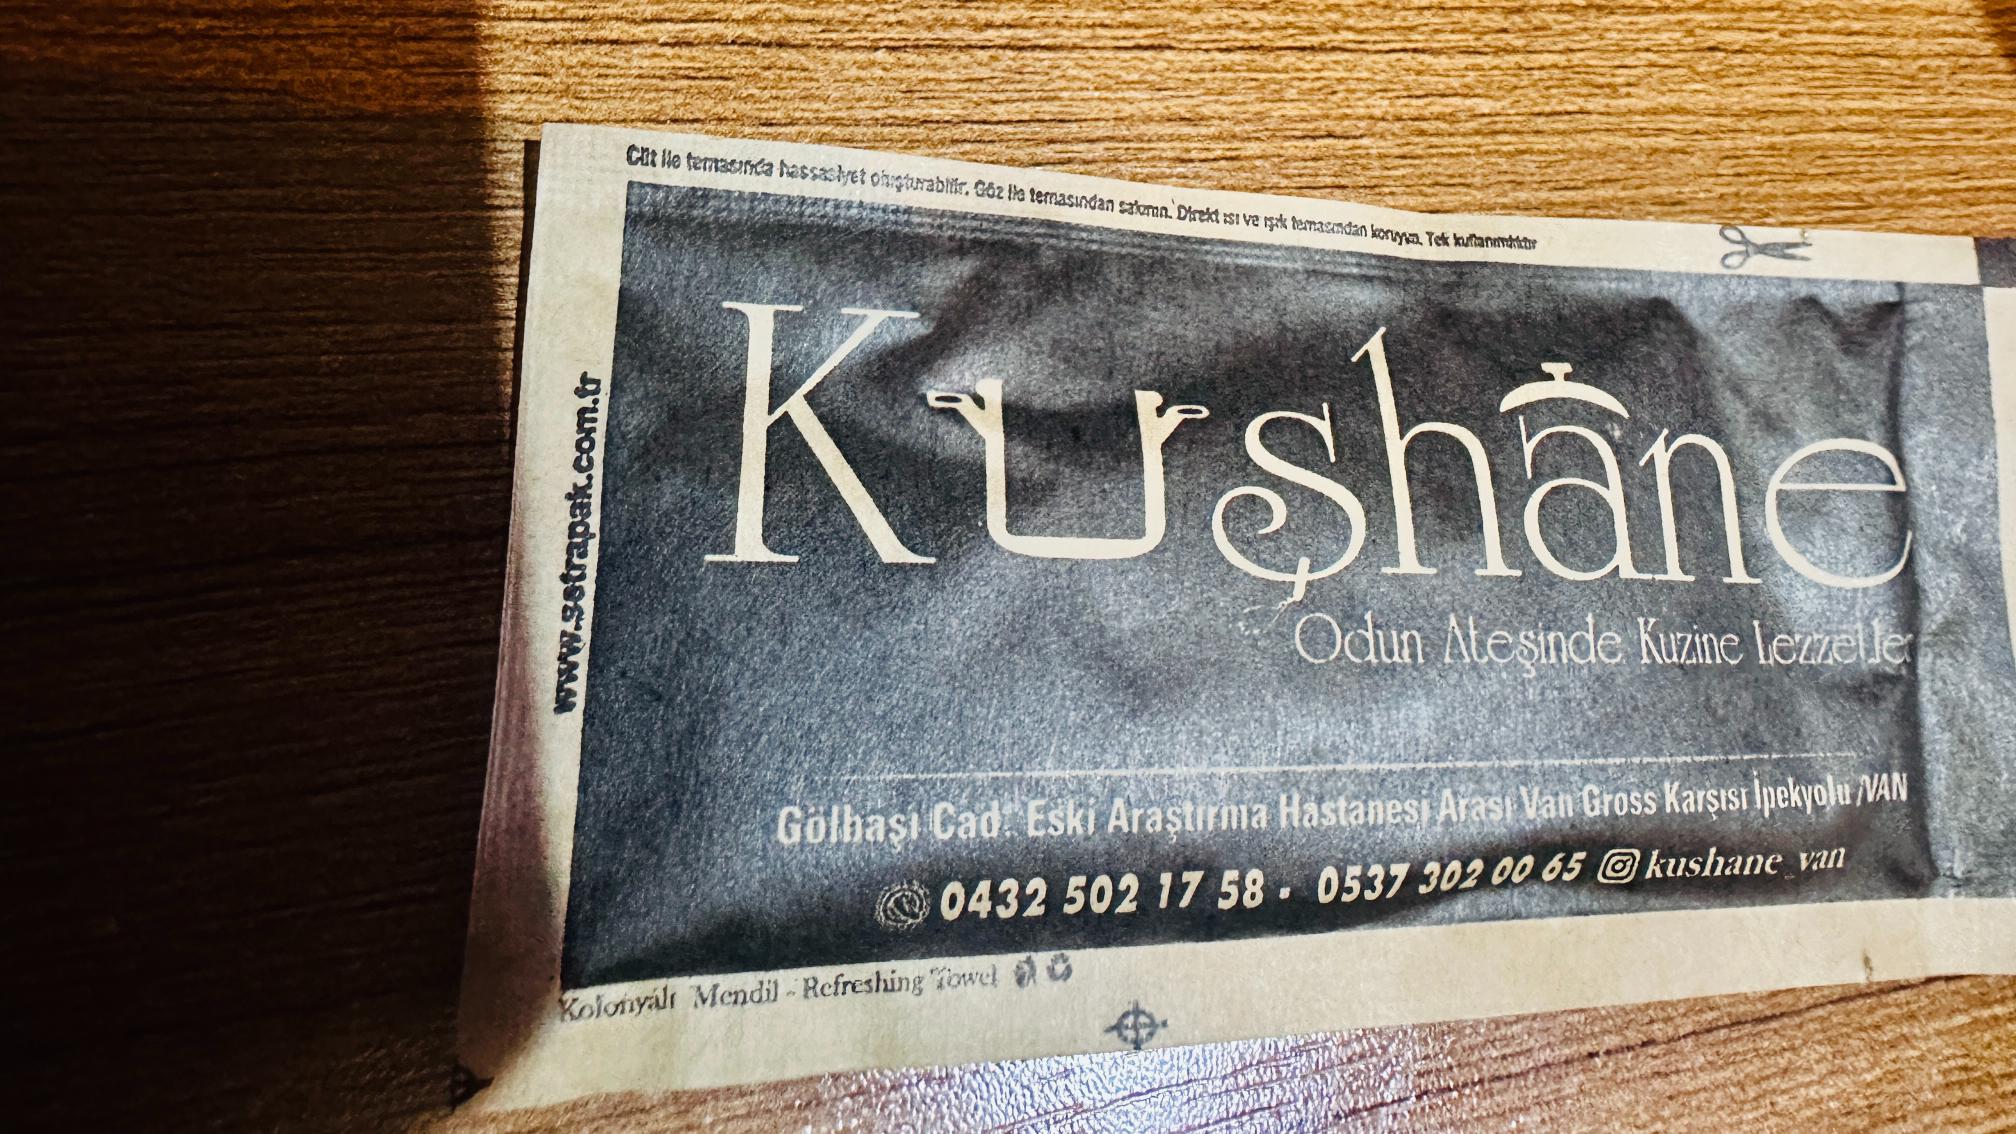 Cilt ile temasında hassasiyet oluşturabilir. Göz ile temasından sakının. Direkt ısı ve ışık temasından koruyun. Tek kullanımlıktır
www.setrapak.com.tr
Kuşhâne
Odun Ateşinde Kuzine Lezzetler
Gölbaşı Cad. Eski Araştırma Hastanesi Arası Van Gross Karşısı İpekyolu /VAN
0432 502 17 58 - 0537 302 00 65 kushane_van
Kolonyalı Mendil - Refreshing Towel